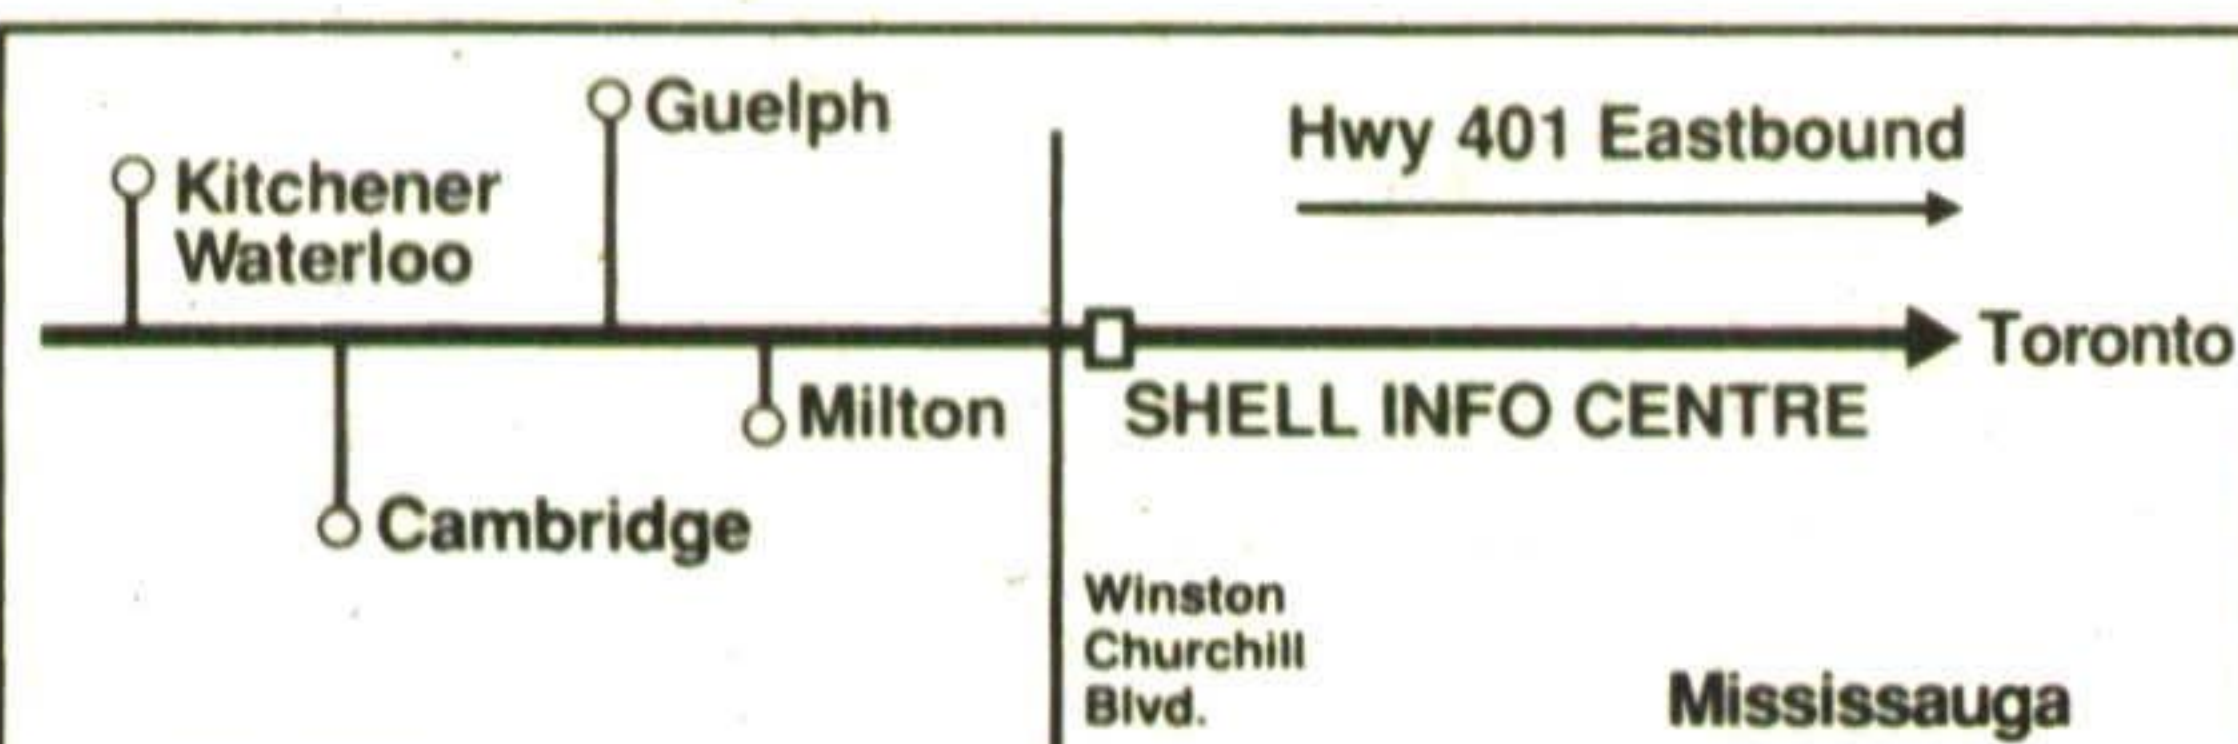 Guelph
Hwy 401 Eastbound
Kitchener
Waterloo
Toronto
Milton
SHELL INFO CENTRE
Cambridge
Winston
Churchill
Blvd.
Mississauga